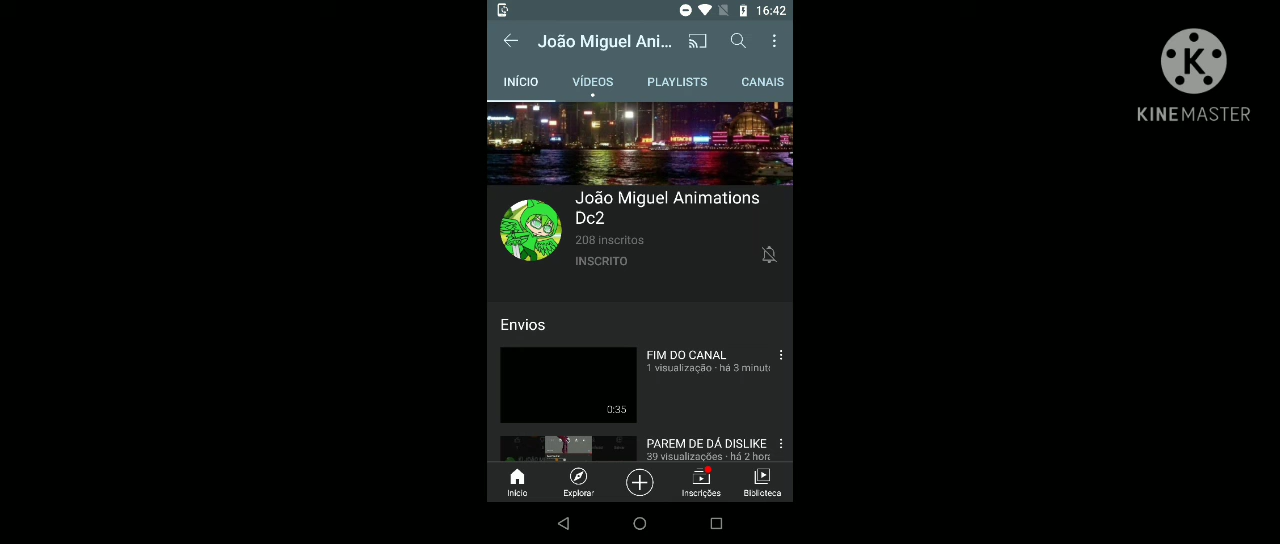 16:42
João Miguel Ani...
INÍCIO VÍDEOS PLAYLISTS CANAIS
HITACHI
João Miguel Animations
Dc2
208 inscritos
INSCRITO
Envios
FIM DO CANAL
1 visualização · há 3 minuto
0:35
PAREM DE DÁ DISLIKE
39 visualizações · há 2 hora
Início Explorar Inscrições Biblioteca
K
KINEMASTER